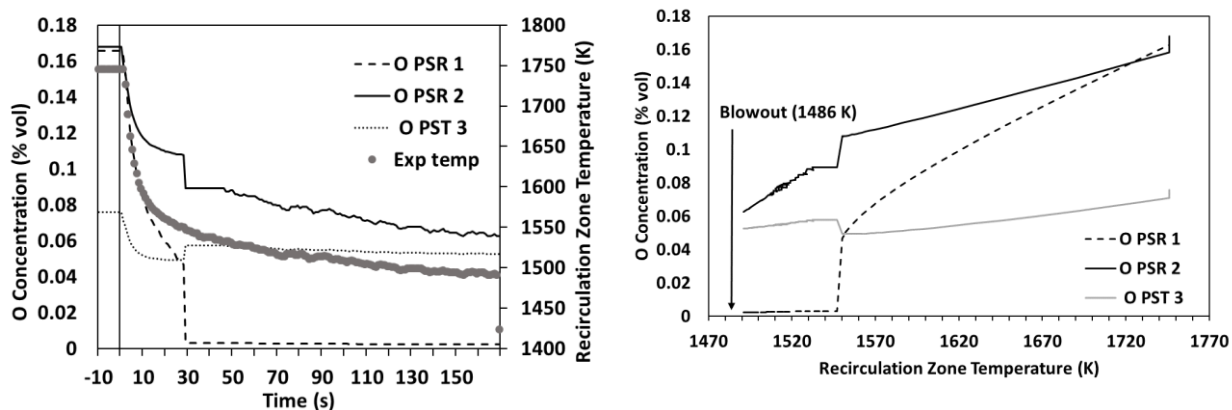 0.18
0.16
0.14
0.12
0.1
0.08
0.06
0.04
0.02
0
O Concentration (% vol)
-10 10 30 50 70 90 110 130 150
Time (s)
1800
1750
1700
1650
1600
1550
1500
1450
1400
Recirculation Zone Temperature (K)
O PSR 1
O PSR 2
O PST 3
Exp temp
0.18
0.16
0.14
0.12
0.1
0.08
0.06
0.04
0.02
0
O Concentration (% vol)
Blowout (1486 K)
O PSR 1
O PSR 2
O PST 3
1470 1520 1570 1620 1670 1720 1770
Recirculation Zone Temperature (K)